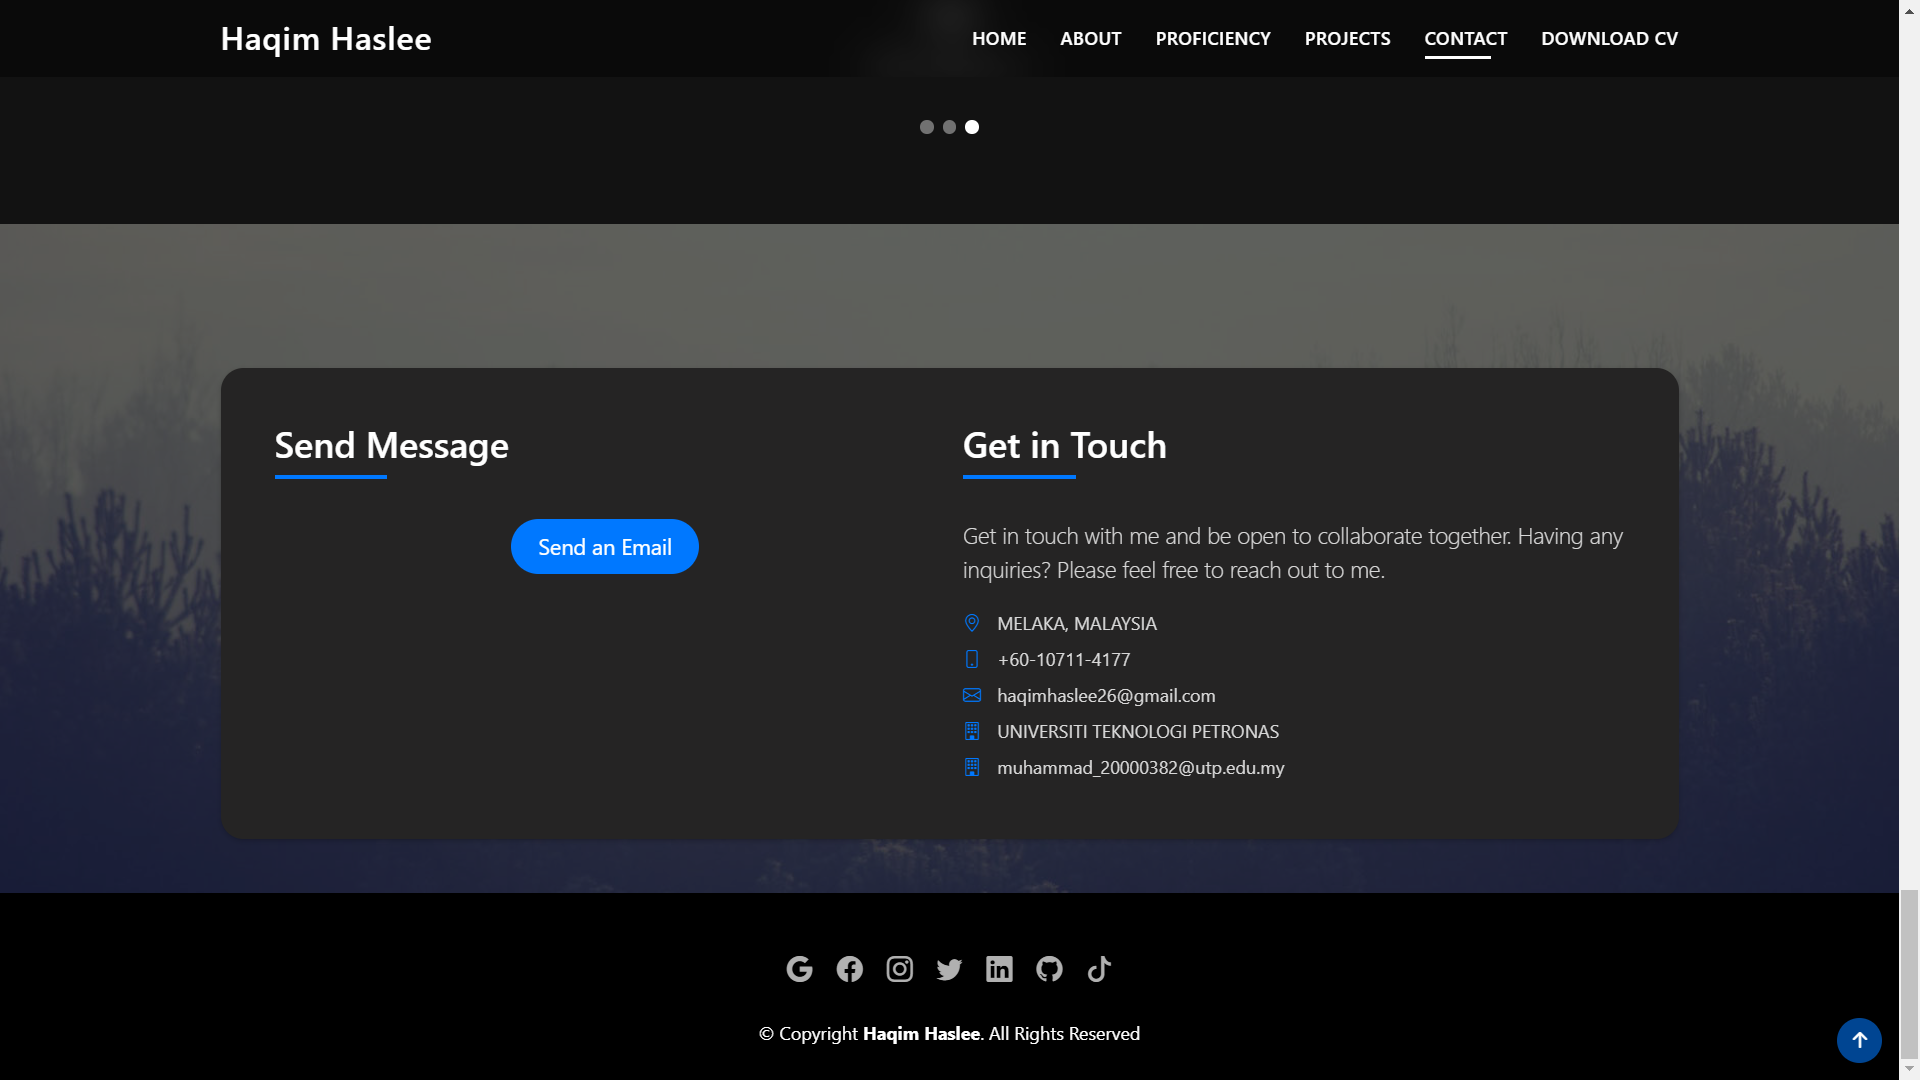 Haqim Haslee
HOME ABOUT PROFICIENCY PROJECTS CONTACT DOWNLOAD CV
Send Message
Send an Email
Get in Touch
Get in touch with me and be open to collaborate together. Having any
inquiries? Please feel free to reach out to me.
MELAKA, MALAYSIA
+60-10711-4177
haqimhaslee26@gmail.com
UNIVERSITI TEKNOLOGI PETRONAS
muhammad_20000382@utp.edu.my
© Copyright Haqim Haslee. All Rights Reserved